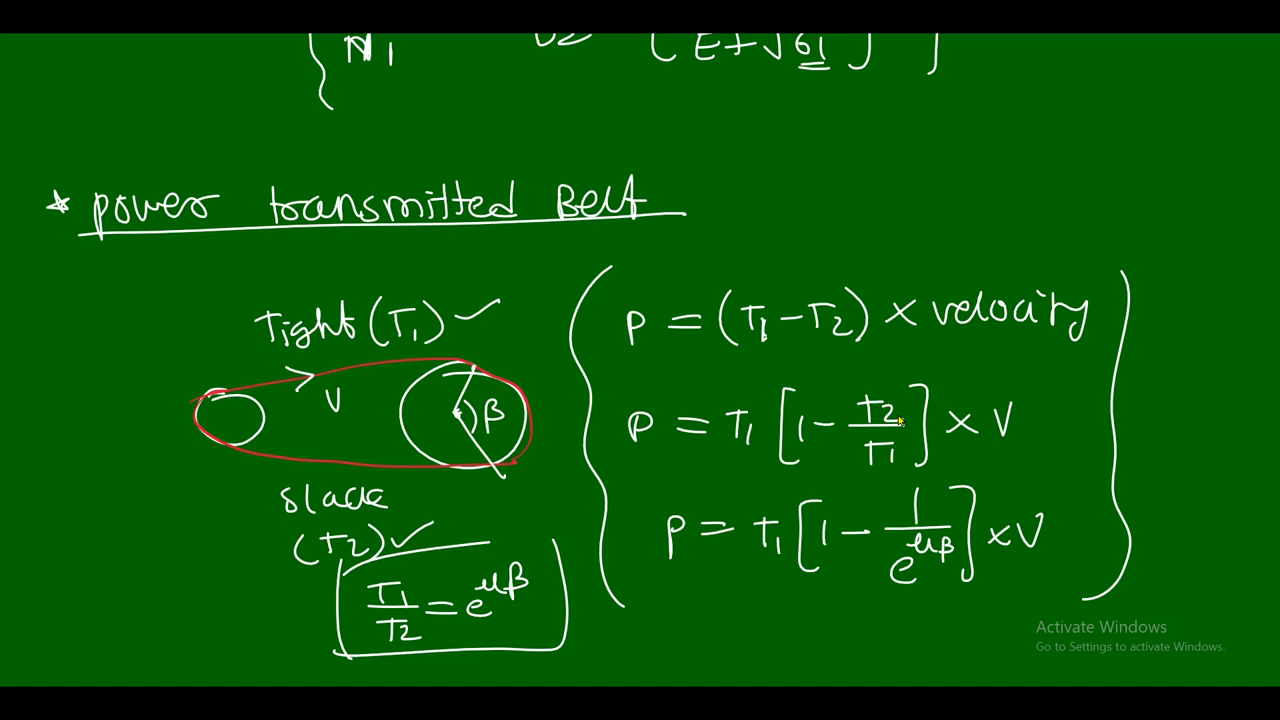 N1
* power transmitted Belt
Tight (T1) ✓
V
β
slack
(T2) ✓
T1/T2 = e^μβ
P = (T1 - T2) × velocity
P = T1 [1 - T2/T1] × V
P = T1 [1 - 1/e^μβ] × V
Activate Windows
Go to Settings to activate Windows.